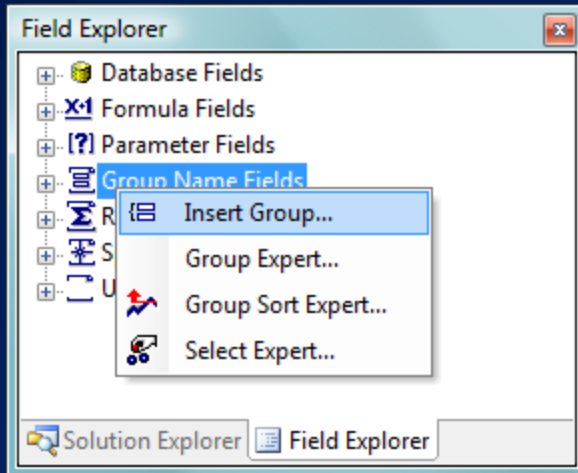 Field Explorer
Database Fields
X+1 Formula Fields
[?] Parameter Fields
Group Name Fields
Σ R
S
U
Insert Group...
Group Expert...
Group Sort Expert...
Select Expert...
Solution Explorer
Field Explorer